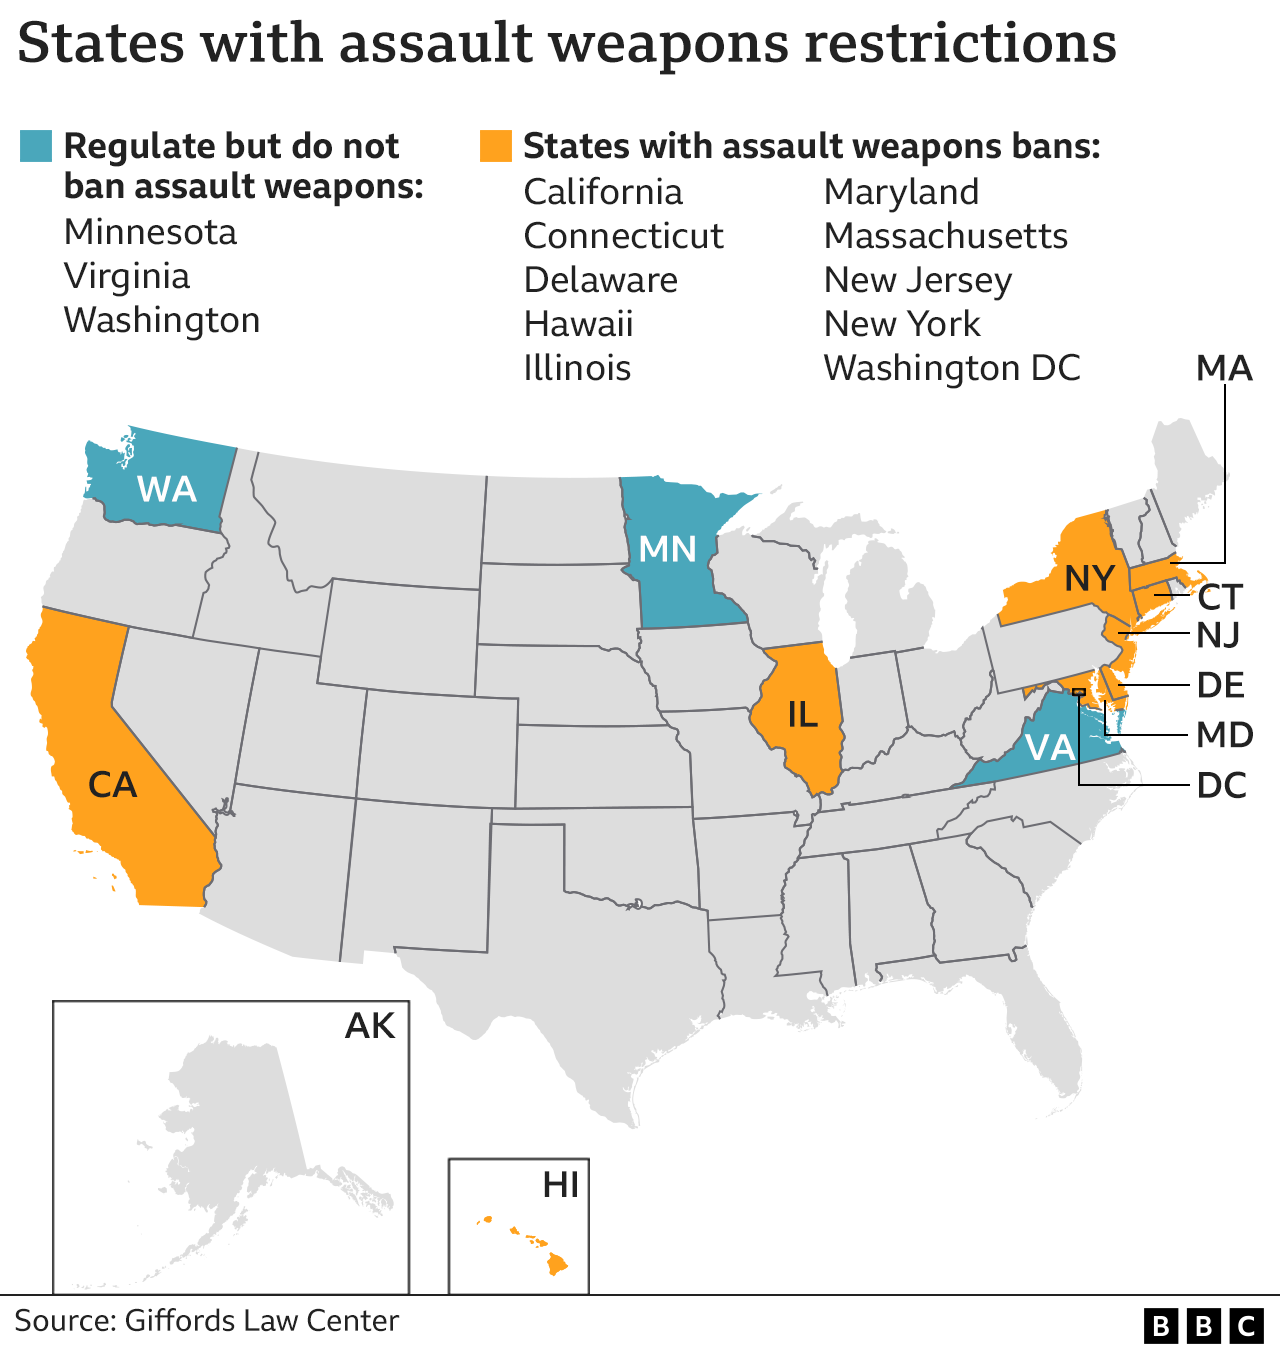 States with assault weapons restrictions
Regulate but do not
ban assault weapons:
Minnesota
Virginia
Washington
States with assault weapons bans:
California
Connecticut
Delaware
Hawaii
Illinois
Maryland
Massachusetts
New Jersey
New York
Washington DC
MA
WA
MN
NY
CT
NJ
DE
IL
MD
VA
CA
DC
AK
HI
Source: Giffords Law Center
BBC